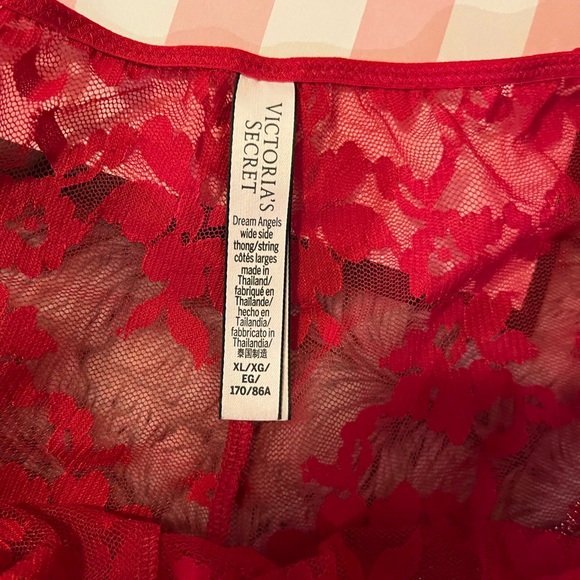 VICTORIA'S
SECRET
Dream Angels
wide side
thong/string
côtés larges
made in
Thailand/
fabriqué en
Thaïlande/
hecho en
Tailandia/
fabbricato in
Thailandia/
泰国制造
XL/XG/
EG/
170/86A